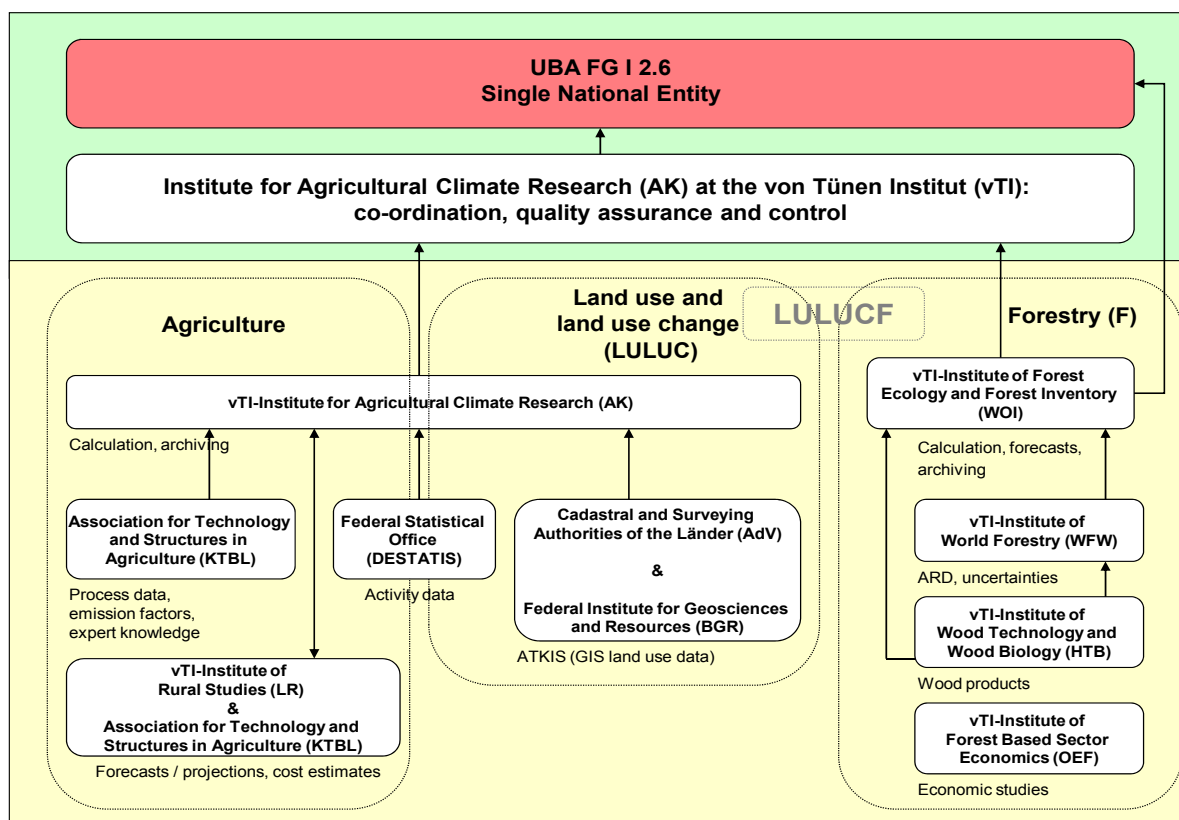 UBA FG I 2.6
Single National Entity
Institute for Agricultural Climate Research (AK) at the von Tünen Institut (vTI):
co-ordination, quality assurance and control
Agriculture
Land use and
land use change
(LULUC)
LULUCF
Forestry (F)
vTI-Institute for Agricultural Climate Research (AK)
Calculation, archiving
vTI-Institute of Forest
Ecology and Forest Inventory
(WOI)
Calculation, forecasts,
archiving
Association for Technology
and Structures in
Agriculture (KTBL)
Process data,
emission factors,
expert knowledge
Federal Statistical
Office
(DESTATIS)
Activity data
Cadastral and Surveying
Authorities of the Länder (AdV)
&
Federal Institute for Geosciences
and Resources (BGR)
ATKIS (GIS land use data)
vTI-Institute of
World Forestry (WFW)
ARD, uncertainties
vTI-Institute of
Wood Technology and
Wood Biology (HTB)
Wood products
vTI-Institute of
Rural Studies (LR)
&
Association for Technology and
Structures in Agriculture (KTBL)
Forecasts / projections, cost estimates
vTI-Institute of
Forest Based Sector
Economics (OEF)
Economic studies